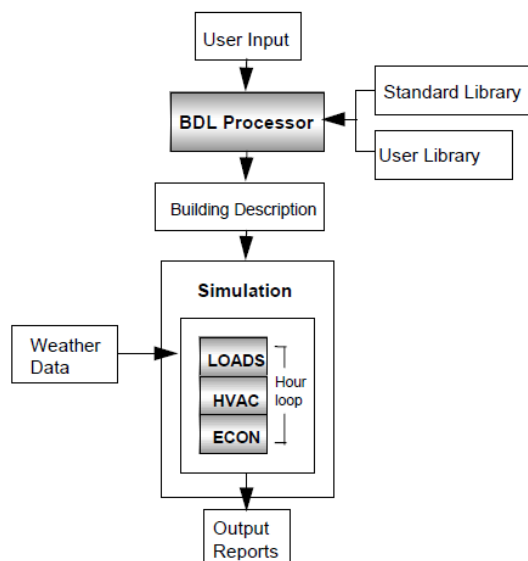 User Input
BDL Processor
Standard Library
User Library
Building Description
Simulation
Weather
Data
LOADS
HVAC
ECON
Hour
loop
Output
Reports